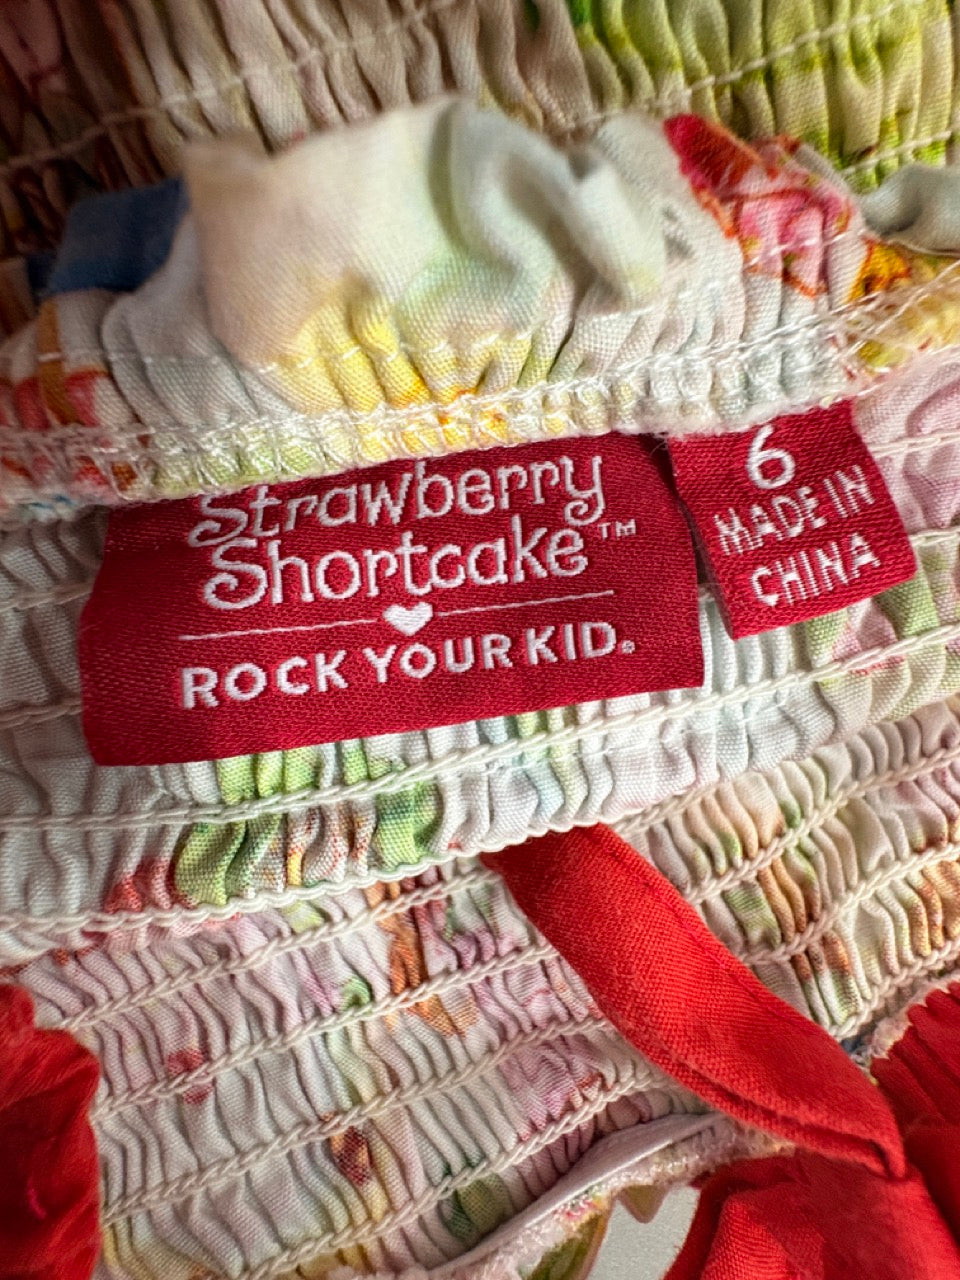 Strawberry
Shortcake™
ROCK YOUR KID®
6
MADE IN
CHINA